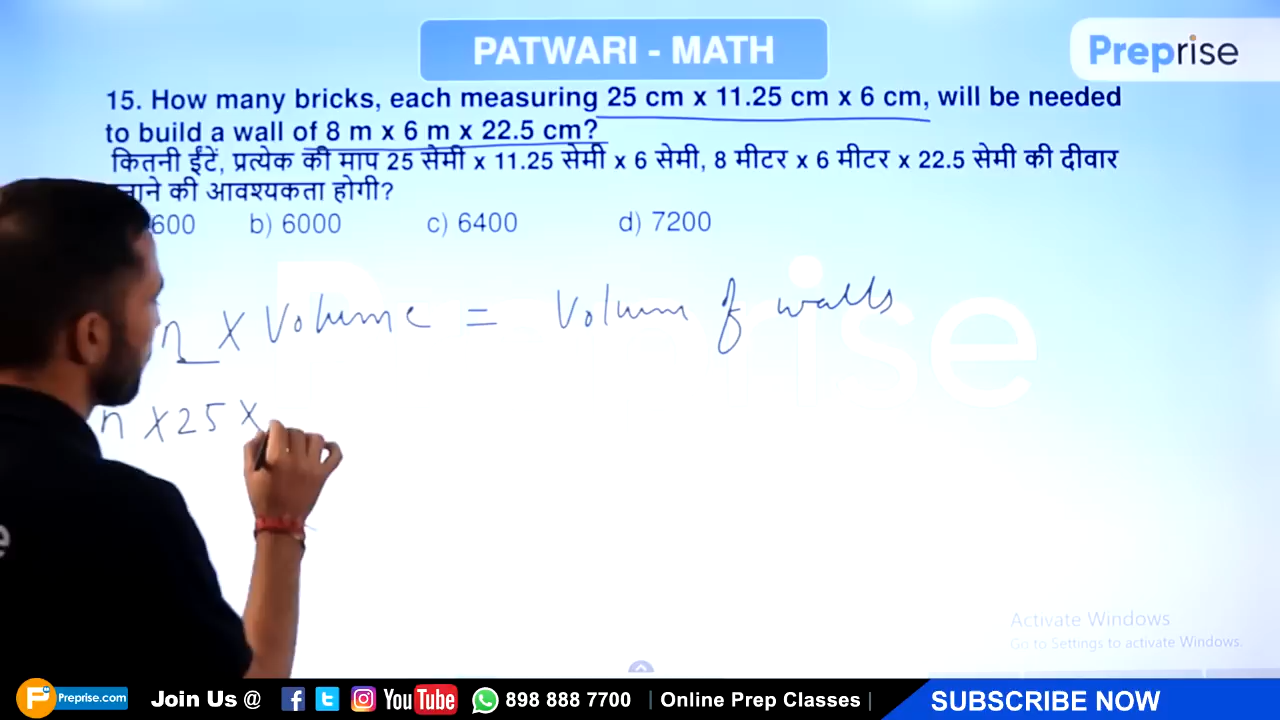 PATWARI - MATH
Preprise
15. How many bricks, each measuring 25 cm x 11.25 cm x 6 cm, will be needed
to build a wall of 8 m x 6 m x 22.5 cm?
कितनी ईंटें, प्रत्येक की माप 25 सेमी x 11.25 सेमी x 6 सेमी, 8 मीटर x 6 मीटर x 22.5 सेमी की दीवार
की आवश्यकता होगी?
600 b) 6000 c) 6400 d) 7200
n X Volume = Volum of walls
n X 25 X
Activate Windows
Go to Settings to activate Windows.
Preprise.com Join Us @ YouTube 898 888 7700 | Online Prep Classes | SUBSCRIBE NOW